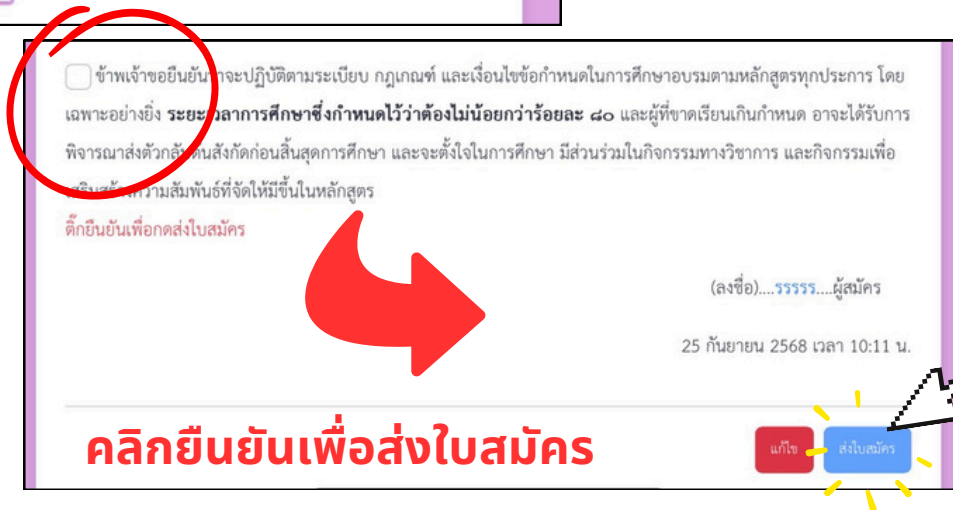 ข้าพเจ้าขอยืนยันว่าจะปฏิบัติตามระเบียบ กฎเกณฑ์ และเงื่อนไขข้อกำหนดในการศึกษาอบรมตามหลักสูตรทุกประการ โดย
เฉพาะอย่างยิ่ง ระยะเวลาการศึกษาซึ่งกำหนดไว้ว่าต้องไม่น้อยกว่าร้อยละ ๘๐ และผู้ที่ขาดเรียนเกินกำหนด อาจะได้รับการ
พิจารณาส่งตัวกลับต้นสังกัดก่อนสิ้นสุดการศึกษา และจะตั้งใจในการศึกษา มีส่วนร่วมในกิจกรรมทางวิชาการ และกิจกรรมเพื่อ
เสริมสร้างความสัมพันธ์ที่จัดให้มีขึ้นในหลักสูตร
ติ๊กยืนยันเพื่อกดส่งใบสมัคร
(ลงชื่อ)....รรรรร....ผู้สมัคร
25 กันยายน 2568 เวลา 10:11 น.
คลิกยืนยันเพื่อส่งใบสมัคร
แก้ไข
ส่งใบสมัคร